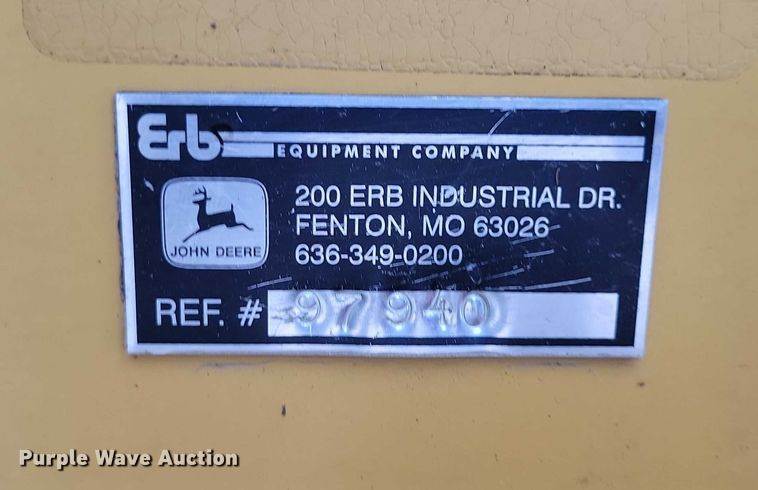 Erb
EQUIPMENT COMPANY
200 ERB INDUSTRIAL DR.
FENTON, MO 63026
636-349-0200
JOHN DEERE
REF. # 97940
Purple Wave Auction